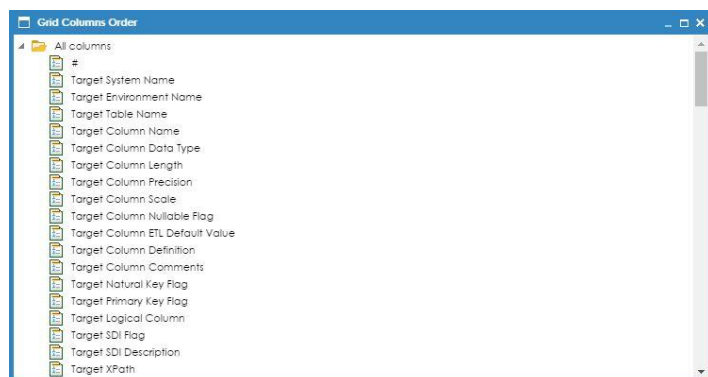 Grid Columns Order
All columns
#
Target System Name
Target Environment Name
Target Table Name
Target Column Name
Target Column Data Type
Target Column Length
Target Column Precision
Target Column Scale
Target Column Nullable Flag
Target Column ETL Default Value
Target Column Definition
Target Column Comments
Target Natural Key Flag
Target Primary Key Flag
Target Logical Column
Target SDI Flag
Target SDI Description
Target XPath